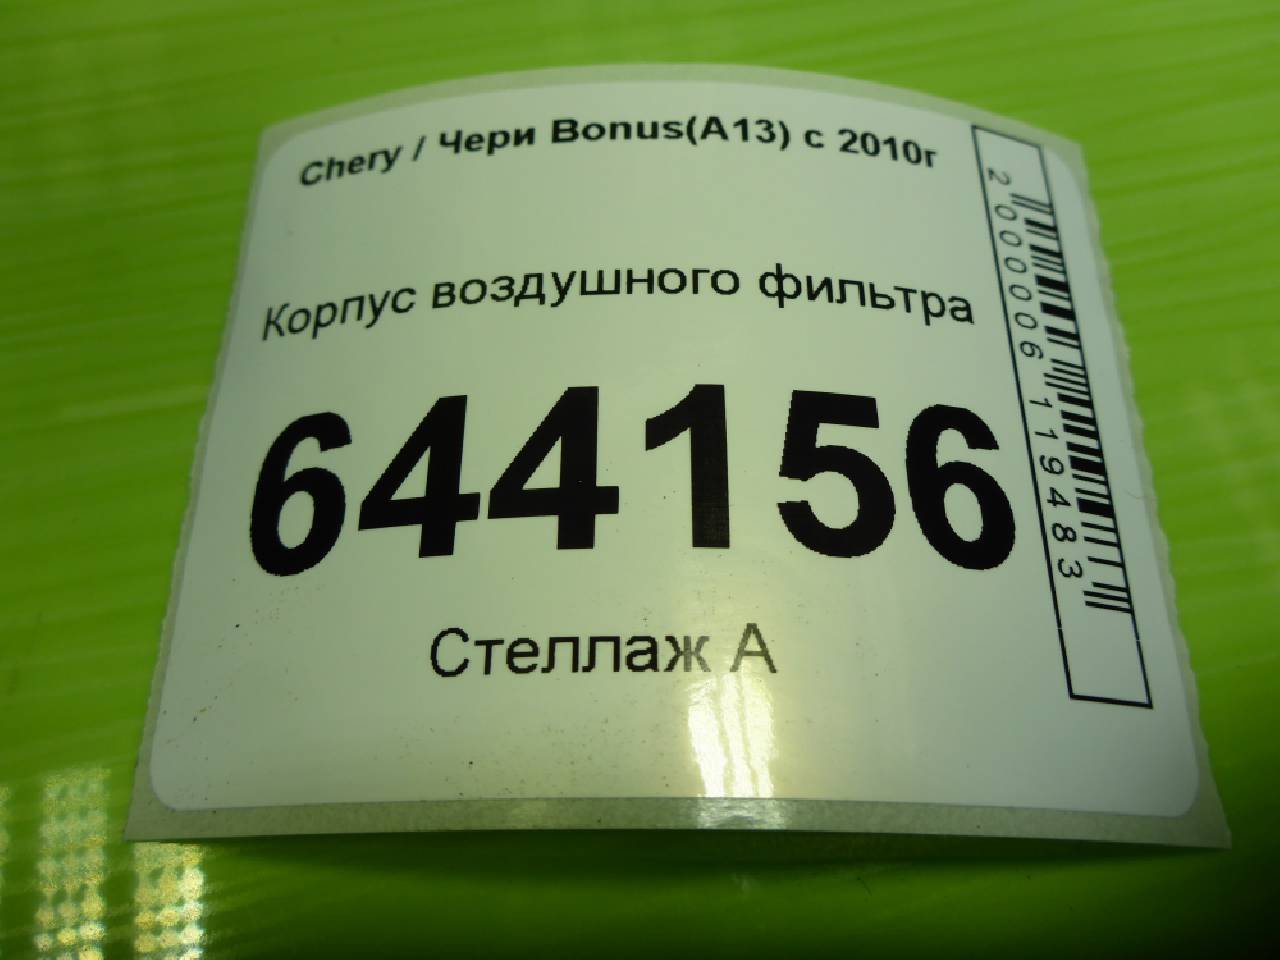 Chery / Чери Bonus(A13) с 2010г
Корпус воздушного фильтра
644156
Стеллаж А
2000006119483